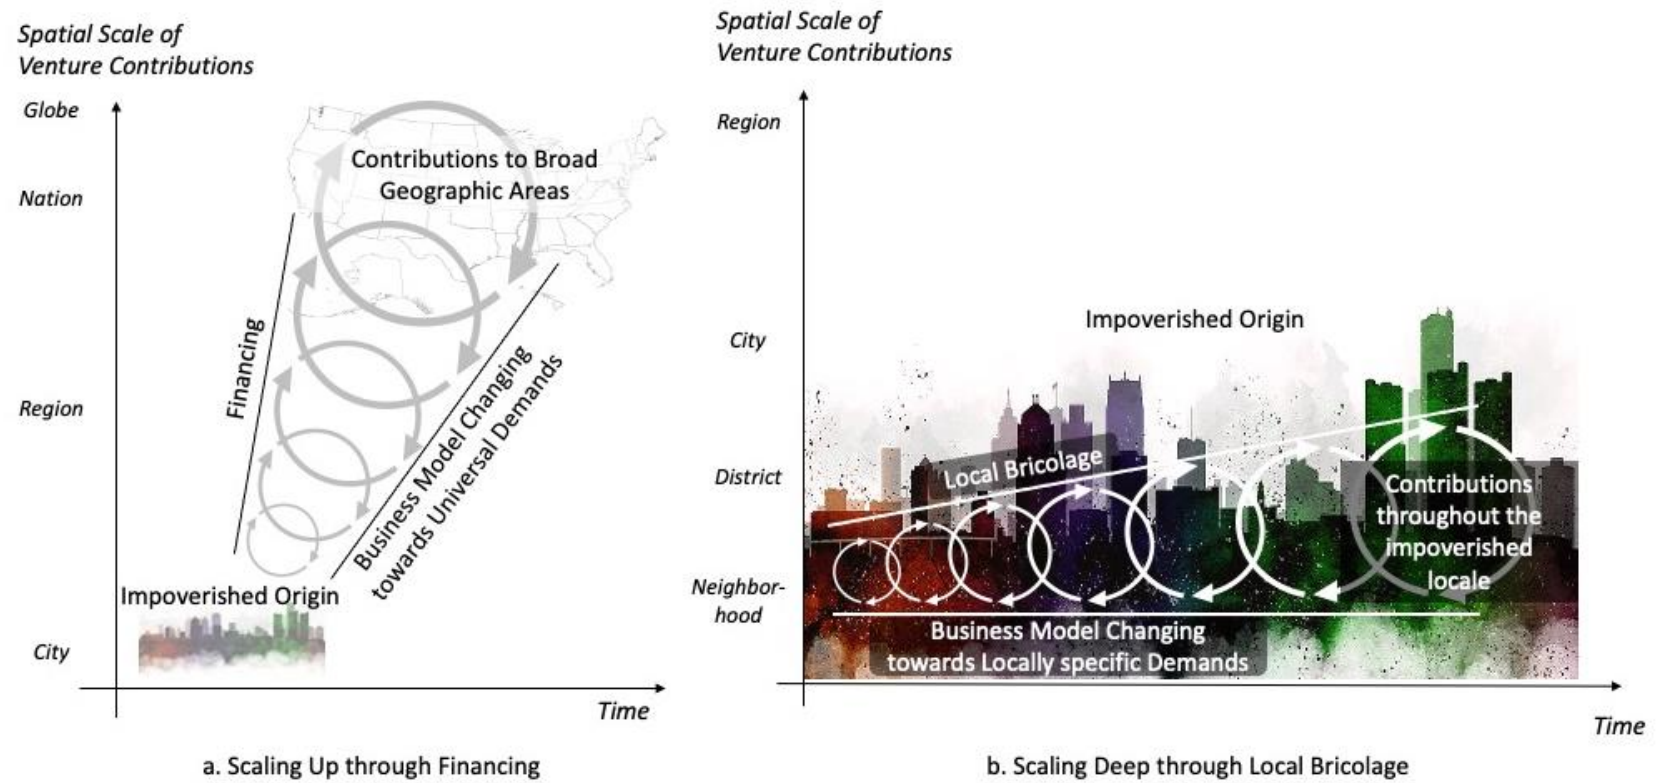 Spatial Scale of
Venture Contributions
Globe
Nation
Region
City
Contributions to Broad
Geographic Areas
Financing
Business Model Changing
towards Universal Demands
Impoverished Origin
Time
a. Scaling Up through Financing
Spatial Scale of
Venture Contributions
Region
City
District
Neighbor-
hood
Impoverished Origin
Local Bricolage
Contributions
throughout the
impoverished
locale
Business Model Changing
towards Locally specific Demands
Time
b. Scaling Deep through Local Bricolage